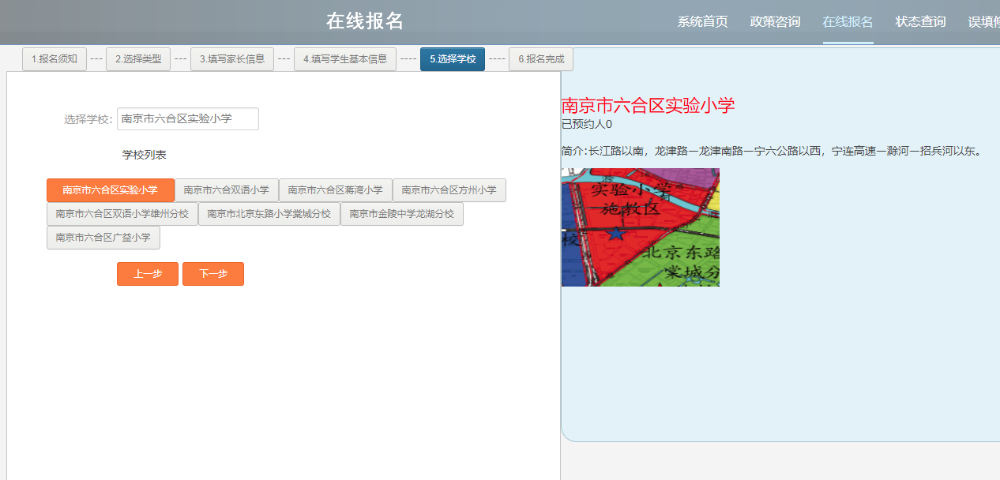 在线报名
系统首页 政策咨询 在线报名 状态查询 误填修
1.报名须知 --- 2.选择类型 --- 3.填写家长信息 --- 4.填写学生基本信息 ---- 5.选择学校 ---- 6.报名完成
选择学校: 南京市六合区实验小学
学校列表
南京市六合区实验小学 南京市六合双语小学 南京市六合区蒋湾小学 南京市六合区方州小学
南京市六合区双语小学雄州分校 南京市北京东路小学棠城分校 南京市金陵中学龙湖分校
南京市六合区广益小学
上一步 下一步
南京市六合区实验小学
已预约人0
简介:长江路以南，龙津路—龙津南路—宁六公路以西，宁连高速—滁河—招兵河以东。
实验小学
施教区
校
北京东路
棠城分